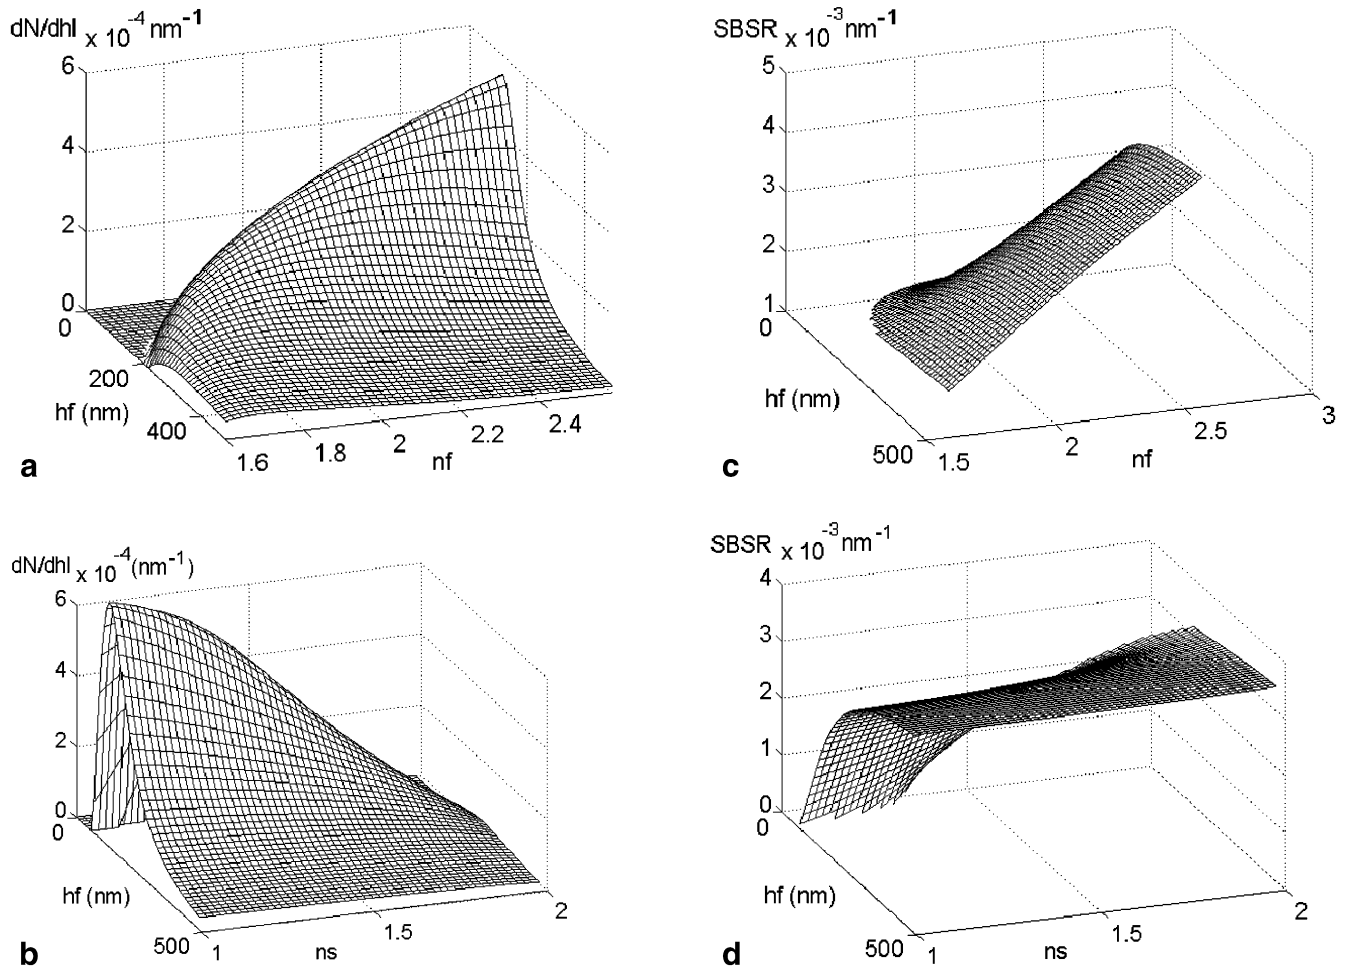 dN/dhl x 10-4 nm-1
6
4
2
0
0
200
hf (nm)
400
1.6
1.8
2
2.2
2.4
nf
a
SBSR x 10-3 nm-1
5
4
3
2
1
0
hf (nm)
500
1.5
2
2.5
3
nf
c
dN/dhl x 10-4 (nm-1)
6
4
2
0
0
hf (nm)
500
1
1.5
2
ns
b
SBSR x 10-3 nm-1
4
3
2
1
0
0
hf (nm)
500
1
1.5
2
ns
d